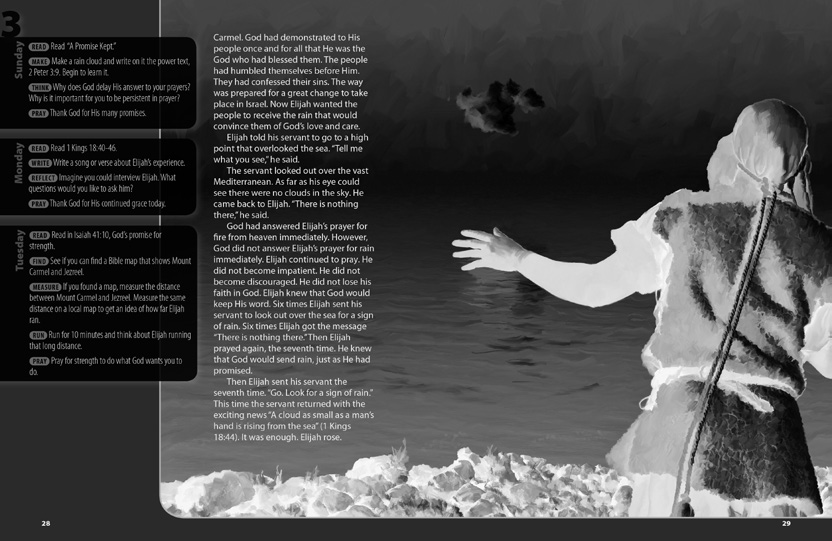 3
Sunday
READ Read "A Promise Kept."
MAKE Make a rain cloud and write on it the power text,
2 Peter 3:9. Begin to learn it.
THINK Why does God delay His answer to your prayers?
Why is it important for you to be persistent in prayer?
PRAY Thank God for His many promises.
Monday
READ Read 1 Kings 18:40-46.
WRITE Write a song or verse about Elijah's experience.
REFLECT Imagine you could interview Elijah. What
questions would you like to ask him?
PRAY Thank God for His continued grace today.
Tuesday
READ Read in Isaiah 41:10, God's promise for
strength.
FIND See if you can find a Bible map that shows Mount
Carmel and Jezreel.
MEASURE If you found a map, measure the distance
between Mount Carmel and Jezreel. Measure the same
distance on a local map to get an idea of how far Elijah
ran.
RUN Run for 10 minutes and think about Elijah running
that long distance.
PRAY Pray for strength to do what God wants you to
do.
Carmel. God had demonstrated to His
people once and for all that He was the
God who had blessed them. The people
had humbled themselves before Him.
They had confessed their sins. The way
was prepared for a great change to take
place in Israel. Now Elijah wanted the
people to receive the rain that would
convince them of God's love and care.
Elijah told his servant to go to a high
point that overlooked the sea. "Tell me
what you see," he said.
The servant looked out over the vast
Mediterranean. As far as his eye could
see there were no clouds in the sky. He
came back to Elijah. "There is nothing
there," he said.
God had answered Elijah's prayer for
fire from heaven immediately. However,
God did not answer Elijah's prayer for rain
immediately. Elijah continued to pray. He
did not become impatient. He did not
become discouraged. He did not lose his
faith in God. Elijah knew that God would
keep His word. Six times Elijah sent his
servant to look out over the sea for a sign
of rain. Six times Elijah got the message
"There is nothing there." Then Elijah
prayed again, the seventh time. He knew
that God would send rain, just as He had
promised.
Then Elijah sent his servant the
seventh time. "Go. Look for a sign of rain."
This time the servant returned with the
exciting news "A cloud as small as a man's
hand is rising from the sea" (1 Kings
18:44). It was enough. Elijah rose.
28
29